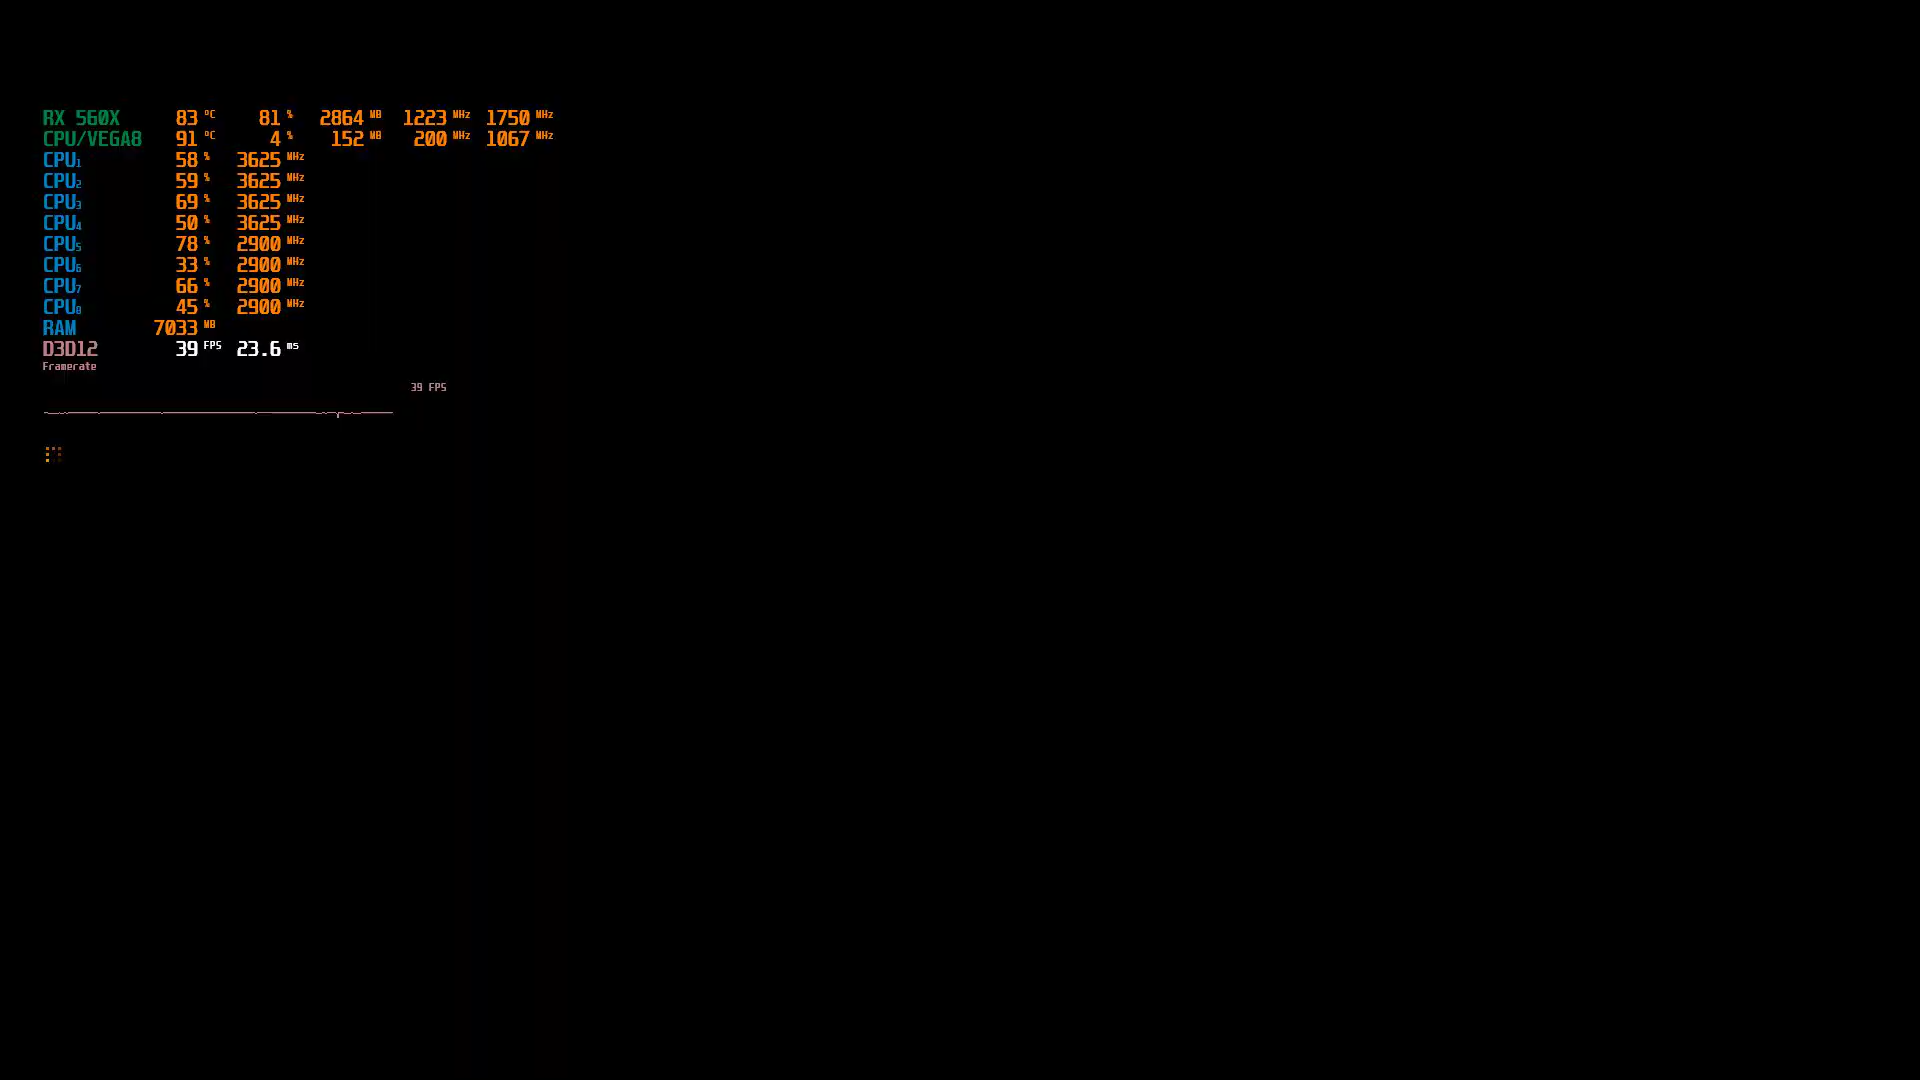 RX 560X 83 °C 81 % 2864 MB 1223 MHz 1750 MHz
CPU/VEGA8 91 °C 4 % 152 MB 200 MHz 1067 MHz
CPU1 58 % 3625 MHz
CPU2 59 % 3625 MHz
CPU3 69 % 3625 MHz
CPU4 50 % 3625 MHz
CPU5 78 % 2900 MHz
CPU6 33 % 2900 MHz
CPU7 66 % 2900 MHz
CPU8 45 % 2900 MHz
RAM 7033 MB
D3D12 39 FPS 23.6 ms
Framerate
39 FPS